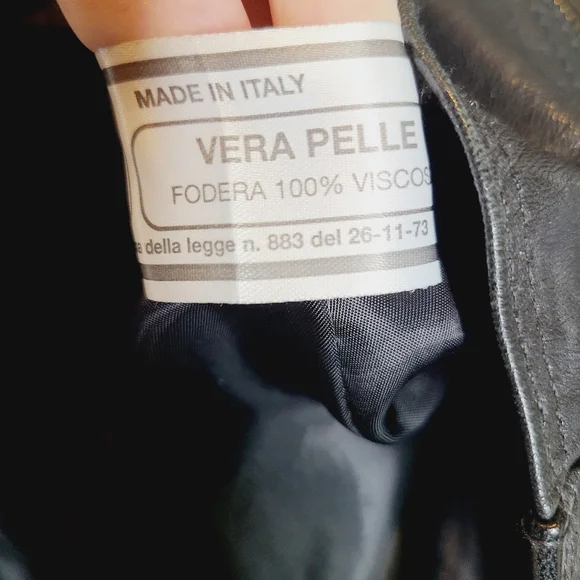 MADE IN ITALY
VERA PELLE
FODERA 100% VISCOS
della legge n. 883 del 26-11-73